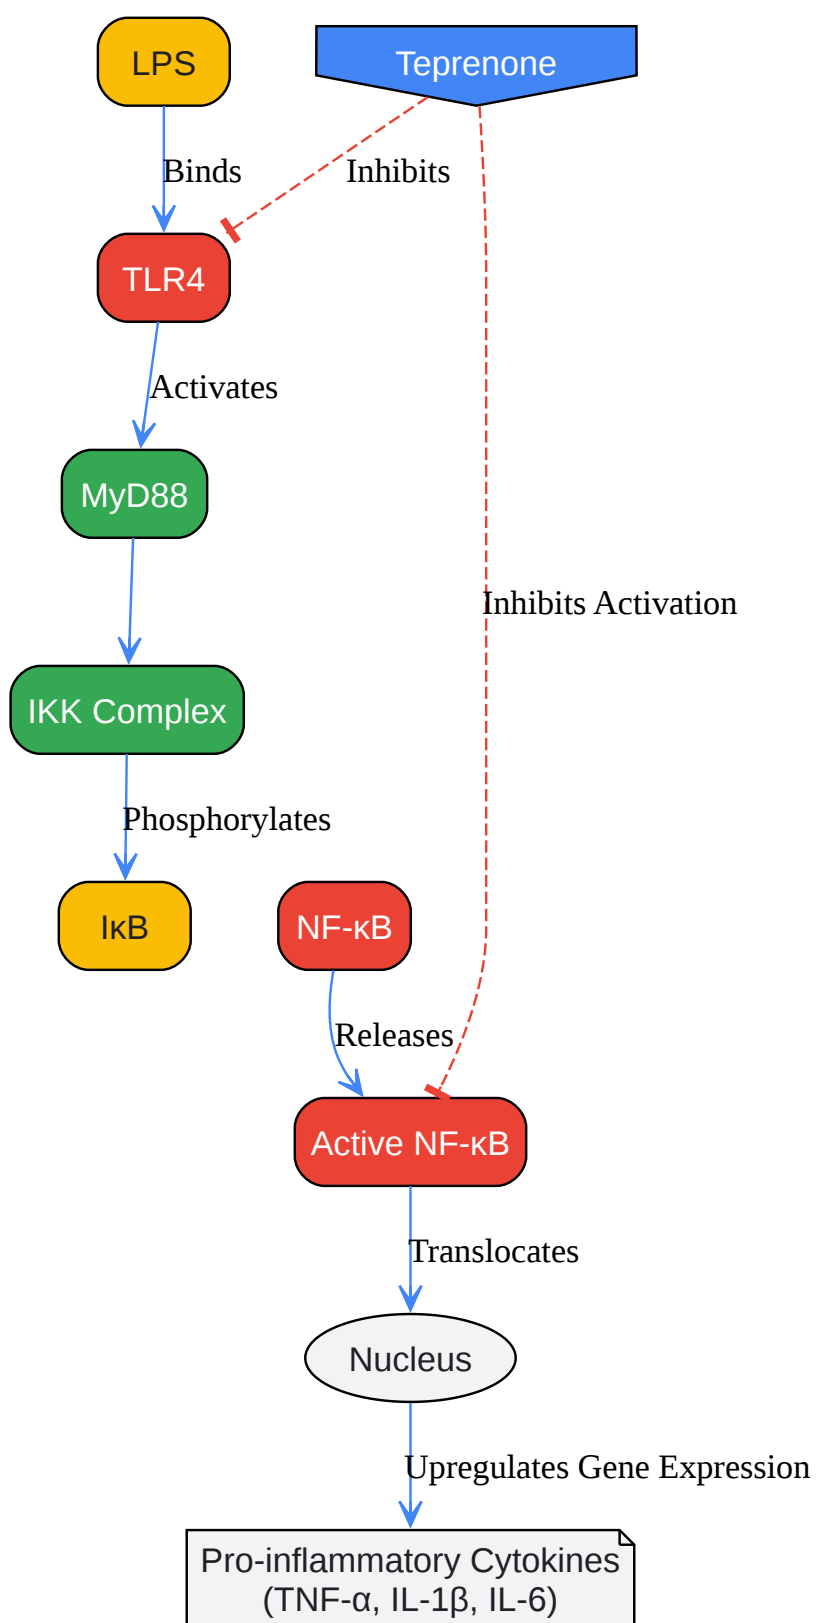 LPS
Teprenone
Binds
Inhibits
TLR4
Activates
MyD88
Inhibits Activation
IKK Complex
Phosphorylates
IκB
NF-κB
Releases
Active NF-κB
Translocates
Nucleus
Upregulates Gene Expression
Pro-inflammatory Cytokines
(TNF-α, IL-1β, IL-6)